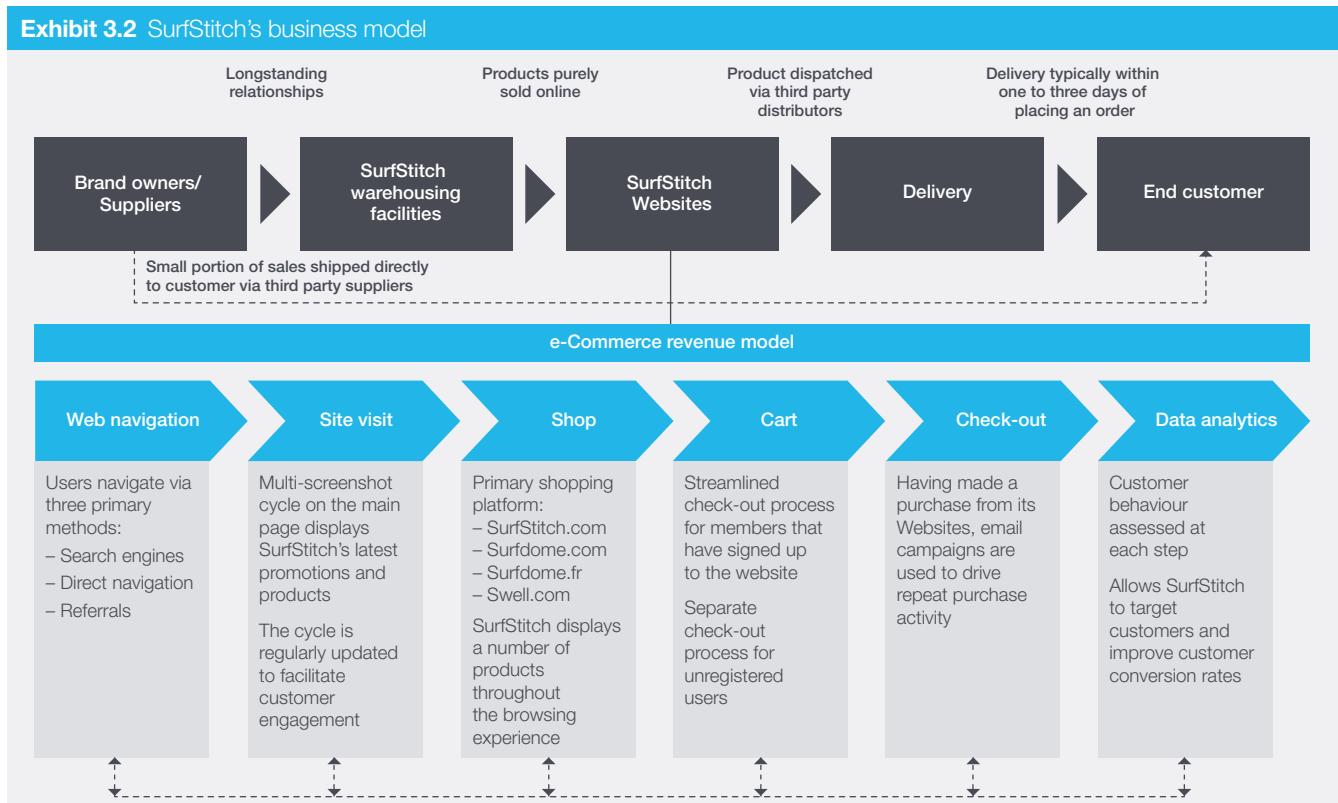 Exhibit 3.2 SurfStitch's business model
Longstanding
relationships
Products purely
sold online
Product dispatched
via third party
distributors
Delivery typically within
one to three days of
placing an order
Brand owners/
Suppliers
SurfStitch
warehousing
facilities
SurfStitch
Websites
Delivery
End customer
Small portion of sales shipped directly
to customer via third party suppliers
e-Commerce revenue model
Web navigation
Users navigate via
three primary
methods:
– Search engines
– Direct navigation
– Referrals
Site visit
Multi-screenshot
cycle on the main
page displays
SurfStitch's latest
promotions and
products
The cycle is
regularly updated
to facilitate
customer
engagement
Shop
Primary shopping
platform:
– SurfStitch.com
– Surfdome.com
– Surfdome.fr
– Swell.com
SurfStitch displays
a number of
products
throughout
the browsing
experience
Cart
Streamlined
check-out process
for members that
have signed up
to the website
Separate
check-out
process for
unregistered
users
Check-out
Having made a
purchase from its
Websites, email
campaigns are
used to drive
repeat purchase
activity
Data analytics
Customer
behaviour
assessed at
each step
Allows SurfStitch
to target
customers and
improve customer
conversion rates